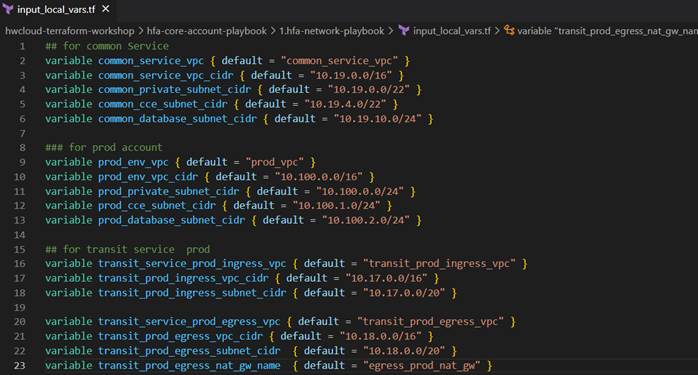 input_local_vars.tf ×
hwcloud-terraform-workshop > hfa-core-account-playbook > 1.hfa-network-playbook > input_local_vars.tf > variable "transit_prod_egress_nat_gw_nam
1 ## for common Service
2 variable common_service_vpc { default = "common_service_vpc" }
3 variable common_service_vpc_cidr { default = "10.19.0.0/16" }
4 variable common_private_subnet_cidr { default = "10.19.0.0/22" }
5 variable common_cce_subnet_cidr { default = "10.19.4.0/22" }
6 variable common_database_subnet_cidr { default = "10.19.10.0/24" }
7
8 ### for prod account
9 variable prod_env_vpc { default = "prod_vpc" }
10 variable prod_env_vpc_cidr { default = "10.100.0.0/16" }
11 variable prod_private_subnet_cidr { default = "10.100.0.0/24" }
12 variable prod_cce_subnet_cidr { default = "10.100.1.0/24" }
13 variable prod_database_subnet_cidr { default = "10.100.2.0/24" }
14
15 ## for transit service  prod
16 variable transit_service_prod_ingress_vpc { default = "transit_prod_ingress_vpc" }
17 variable transit_prod_ingress_vpc_cidr { default = "10.17.0.0/16" }
18 variable transit_prod_ingress_subnet_cidr { default = "10.17.0.0/20" }
19
20 variable transit_service_prod_egress_vpc { default = "transit_prod_egress_vpc" }
21 variable transit_prod_egress_vpc_cidr { default = "10.18.0.0/16" }
22 variable transit_prod_egress_subnet_cidr  { default = "10.18.0.0/20" }
23 variable transit_prod_egress_nat_gw_name  { default = "egress_prod_nat_gw" }